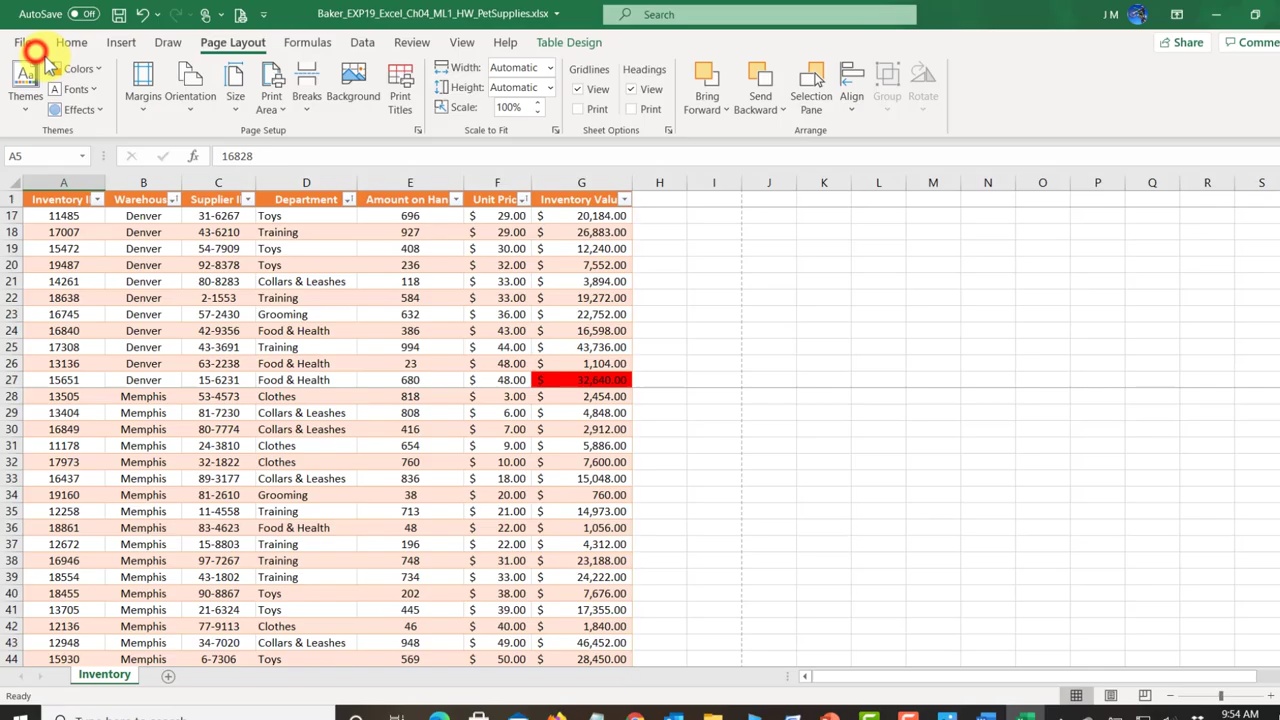 AutoSave Off Baker_EXP19_Excel_Ch04_ML1_HW_PetSupplies.xlsx Search J M
Home Insert Draw Page Layout Formulas Data Review View Help Table Design Share
Themes Colors Fonts Effects Margins Orientation Size Print Area Breaks Background Print Titles Width: Automatic Height: Automatic Scale: 100% Gridlines View Print Headings View Print Bring Forward Send Backward Selection Pane Align Group Rotate
Themes Page Setup Scale to Fit Sheet Options Arrange
A5 fx 16828
A B C D E F G H I J K L M N O P Q R S
1 Inventory Supplier Department
17 11485 Denver 31-6267 Toys 696 $ 29.00 $ 20,184.00
18 17007 Denver 43-6210 Training 927 $ 29.00 $ 26,883.00
19 15472 Denver 54-7909 Toys 408 $ 30.00 $ 12,240.00
20 19487 Denver 92-8378 Toys 236 $ 32.00 $ 7,552.00
21 14261 Denver 80-8283 Collars & Leashes 118 $ 33.00 $ 3,894.00
22 18638 Denver 2-1553 Training 584 $ 33.00 $ 19,272.00
23 16745 Denver 57-2430 Grooming 632 $ 36.00 $ 22,752.00
24 16840 Denver 42-9356 Food & Health 386 $ 43.00 $ 16,598.00
25 17308 Denver 43-3691 Training 994 $ 44.00 $ 43,736.00
26 13136 Denver 63-2238 Food & Health 23 $ 48.00 $ 1,104.00
27 15651 Denver 15-6231 Food & Health 680 $ 48.00 $ 32,640.00
28 13505 Memphis 53-4573 Clothes 818 $ 3.00 $ 2,454.00
29 13404 Memphis 81-7230 Collars & Leashes 808 $ 6.00 $ 4,848.00
30 16849 Memphis 80-7774 Collars & Leashes 416 $ 7.00 $ 2,912.00
31 11178 Memphis 24-3810 Clothes 654 $ 9.00 $ 5,886.00
32 17973 Memphis 32-1822 Clothes 760 $ 10.00 $ 7,600.00
33 16437 Memphis 89-3177 Collars & Leashes 836 $ 18.00 $ 15,048.00
34 19160 Memphis 81-2610 Grooming 38 $ 20.00 $ 760.00
35 12258 Memphis 11-4558 Training 713 $ 21.00 $ 14,973.00
36 18861 Memphis 83-4623 Food & Health 48 $ 22.00 $ 1,056.00
37 12672 Memphis 15-8803 Training 196 $ 22.00 $ 4,312.00
38 16946 Memphis 97-7267 Training 748 $ 31.00 $ 23,188.00
39 18554 Memphis 43-1802 Training 734 $ 33.00 $ 24,222.00
40 18455 Memphis 90-8867 Toys 202 $ 38.00 $ 7,676.00
41 13705 Memphis 21-6324 Toys 445 $ 39.00 $ 17,355.00
42 12136 Memphis 77-9113 Clothes 46 $ 40.00 $ 1,840.00
43 12948 Memphis 34-7020 Collars & Leashes 948 $ 49.00 $ 46,452.00
44 15930 Memphis 6-7306 Toys 569 $ 50.00 $ 28,450.00
Inventory
Ready
9:54 AM